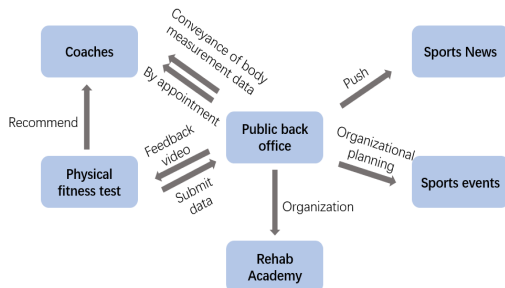 Coaches
Conveyance of body
measurement data
By appointment
Push
Sports News
Recommend
Public back
office
Feedback
video
Organizational
planning
Physical
fitness test
Submit
data
Sports events
Organization
Rehab
Academy